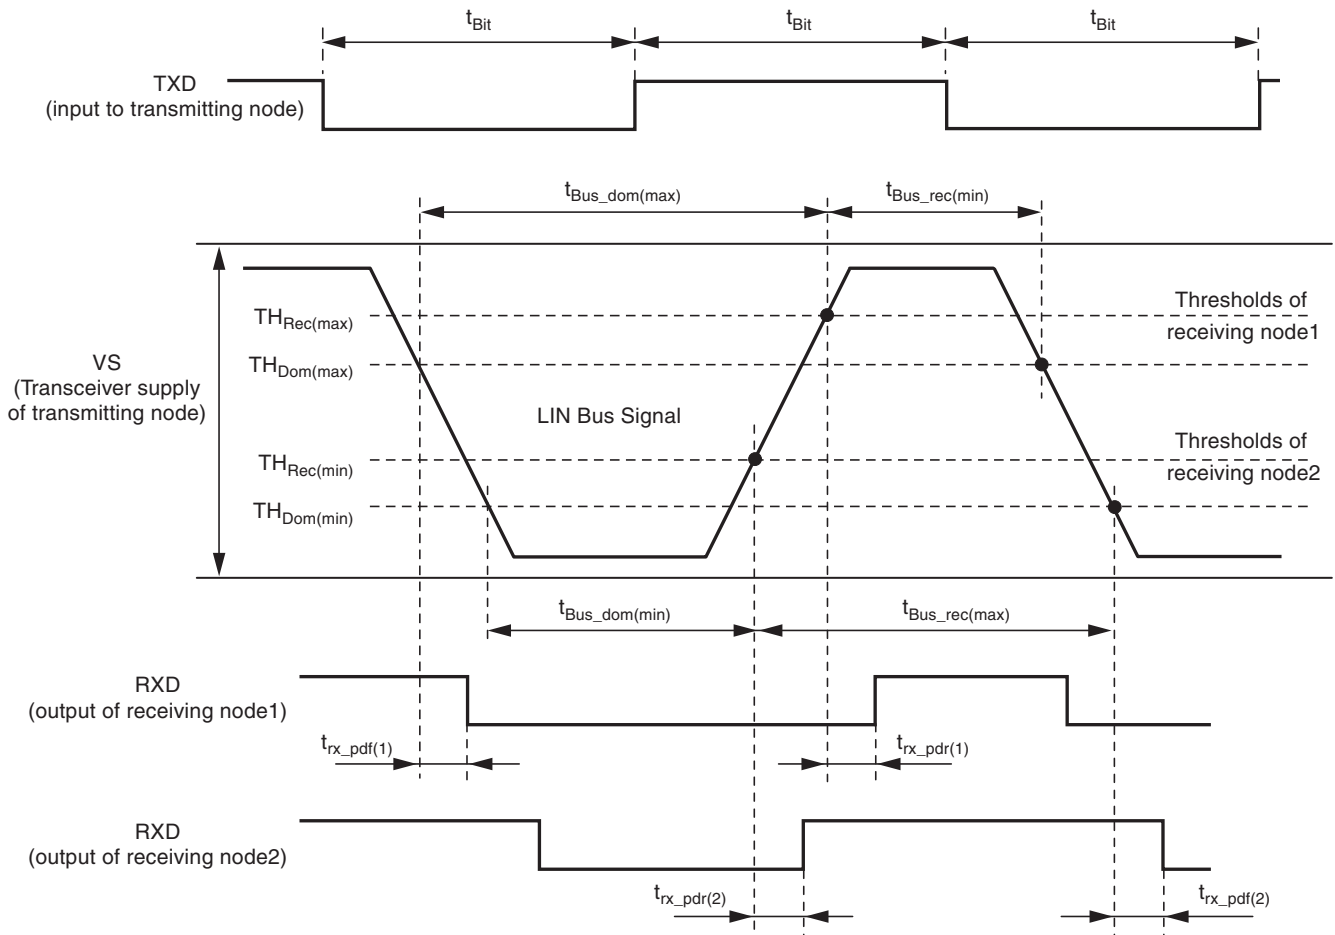 tBit
tBit
tBit
TXD
(input to transmitting node)
tBus_dom(max)
tBus_rec(min)
THRec(max)
Thresholds of
receiving node1
THDom(max)
VS
(Transceiver supply
of transmitting node)
LIN Bus Signal
THRec(min)
Thresholds of
receiving node2
THDom(min)
tBus_dom(min)
tBus_rec(max)
RXD
(output of receiving node1)
trx_pdf(1)
trx_pdr(1)
RXD
(output of receiving node2)
trx_pdr(2)
trx_pdf(2)